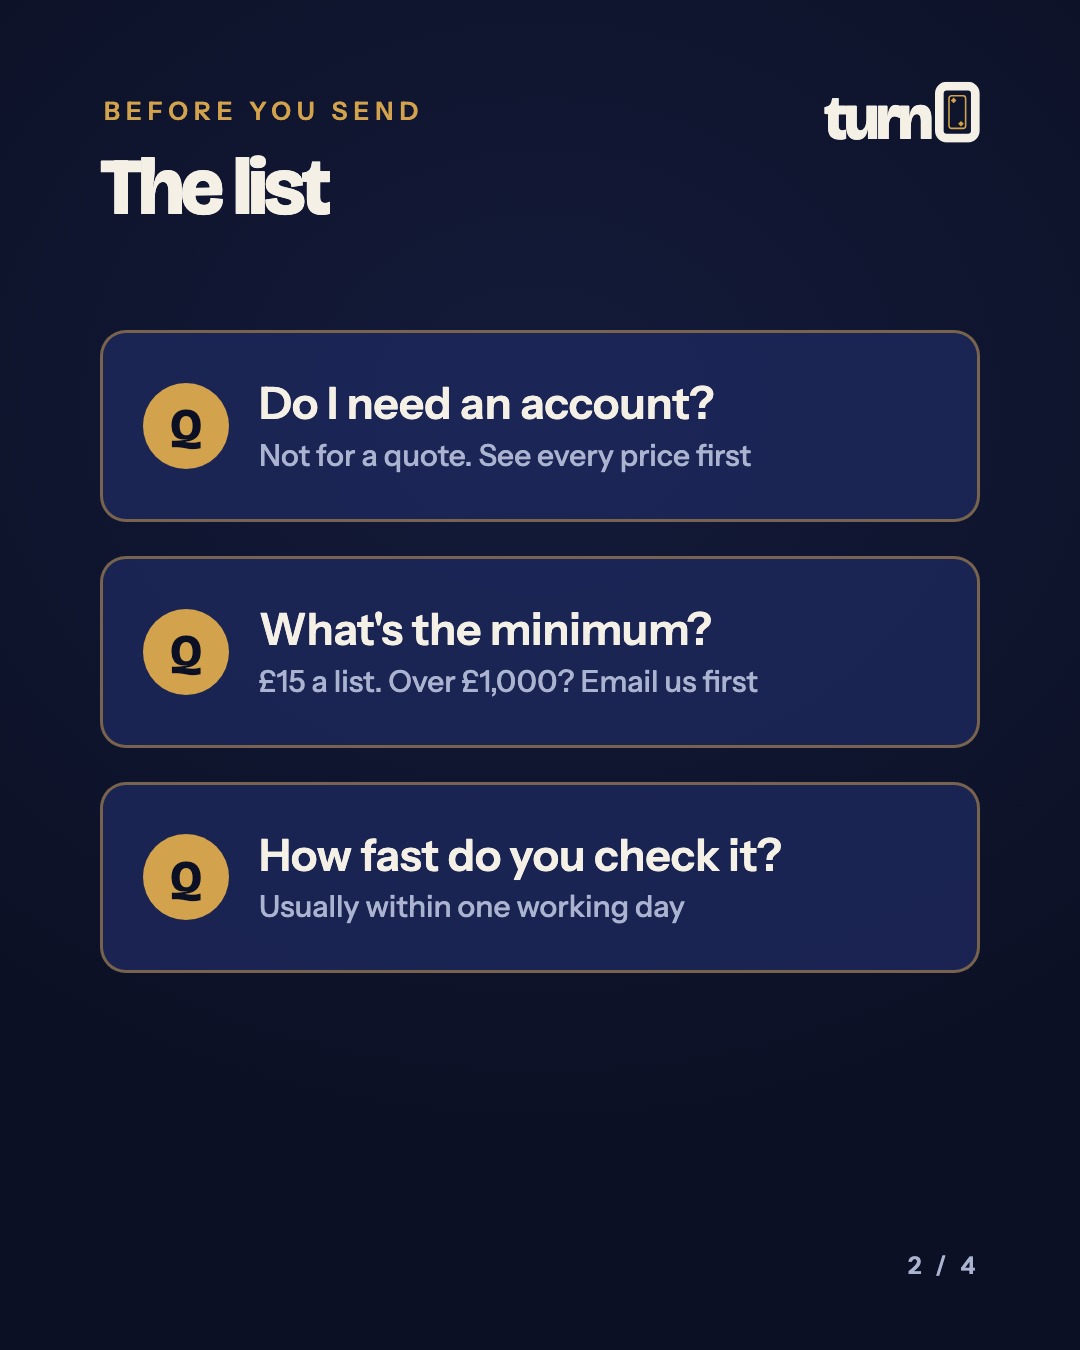 BEFORE YOU SEND
turn0
The list
Q
Do I need an account?
Not for a quote. See every price first
Q
What's the minimum?
£15 a list. Over £1,000? Email us first
Q
How fast do you check it?
Usually within one working day
2 / 4